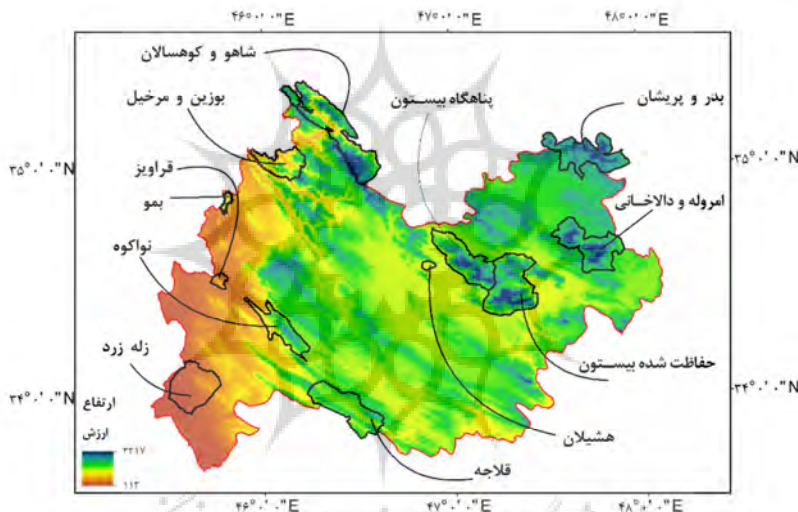 ۴۶°۰'۰"E
۴۷°۰'۰"E
۴۸°۰'۰"E
شاهو و کوهسالان
بوزین و مرخیل
پناهگاه بیستون
بدر و پریشان
قراویز
۳۵°۰'۰"N
۳۵°۰'۰"N
بمو
امروله و دالاخانی
نواکوه
زله زرد
حفاظت شده بیستون
۳۴°۰'۰"N
۳۴°۰'۰"N
ارتفاع
ارزش
هشیلان
۳۳۱۷
قلاجه
۱۱۲
۴۶°۰'۰"E
۴۷°۰'۰"E
۴۸°۰'۰"E